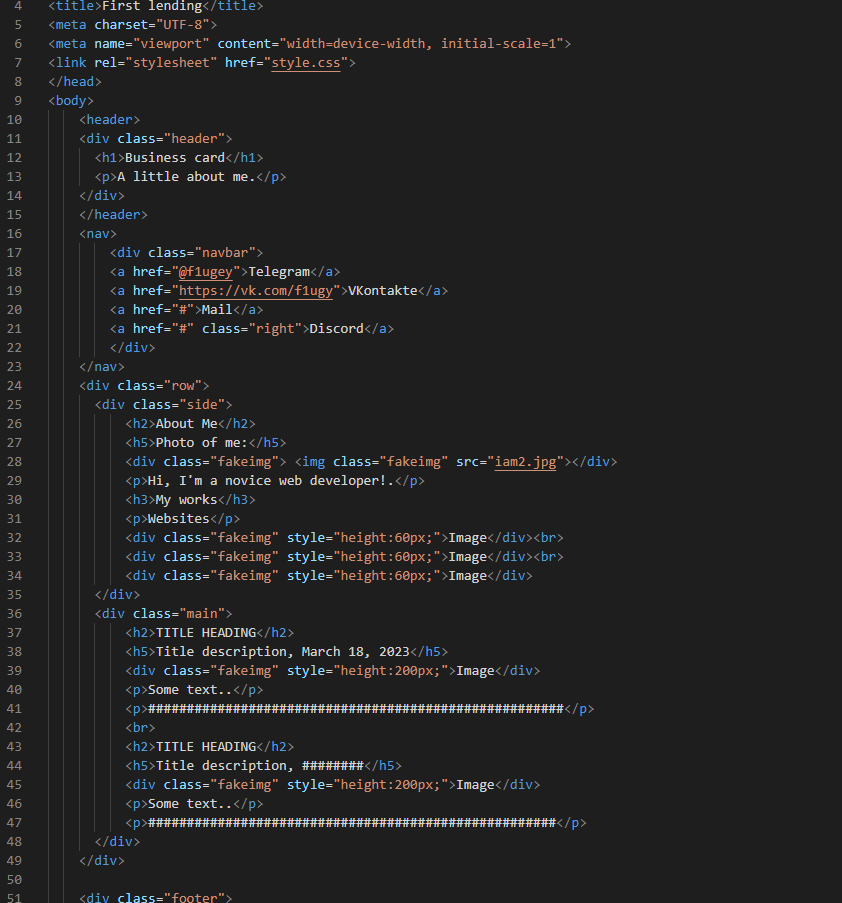 4 <title>First lending</title>
5 <meta charset="UTF-8">
6 <meta name="viewport" content="width=device-width, initial-scale=1">
7 <link rel="stylesheet" href="style.css">
8 </head>
9 <body>
10 <header>
11 <div class="header">
12 <h1>Business card</h1>
13 <p>A little about me.</p>
14 </div>
15 </header>
16 <nav>
17 <div class="navbar">
18 <a href="@f1ugey">Telegram</a>
19 <a href="https://vk.com/f1ugy">VKontakte</a>
20 <a href="#">Mail</a>
21 <a href="#" class="right">Discord</a>
22 </div>
23 </nav>
24 <div class="row">
25 <div class="side">
26 <h2>About Me</h2>
27 <h5>Photo of me:</h5>
28 <div class="fakeimg"> <img class="fakeimg" src="iam2.jpg"></div>
29 <p>Hi, I'm a novice web developer!.</p>
30 <h3>My works</h3>
31 <p>Websites</p>
32 <div class="fakeimg" style="height:60px;">Image</div><br>
33 <div class="fakeimg" style="height:60px;">Image</div><br>
34 <div class="fakeimg" style="height:60px;">Image</div>
35 </div>
36 <div class="main">
37 <h2>TITLE HEADING</h2>
38 <h5>Title description, March 18, 2023</h5>
39 <div class="fakeimg" style="height:200px;">Image</div>
40 <p>Some text..</p>
41 <p>######################################################</p>
42 <br>
43 <h2>TITLE HEADING</h2>
44 <h5>Title description, ########</h5>
45 <div class="fakeimg" style="height:200px;">Image</div>
46 <p>Some text..</p>
47 <p>#####################################################</p>
48 </div>
49 </div>
50
51 <div class="footer">